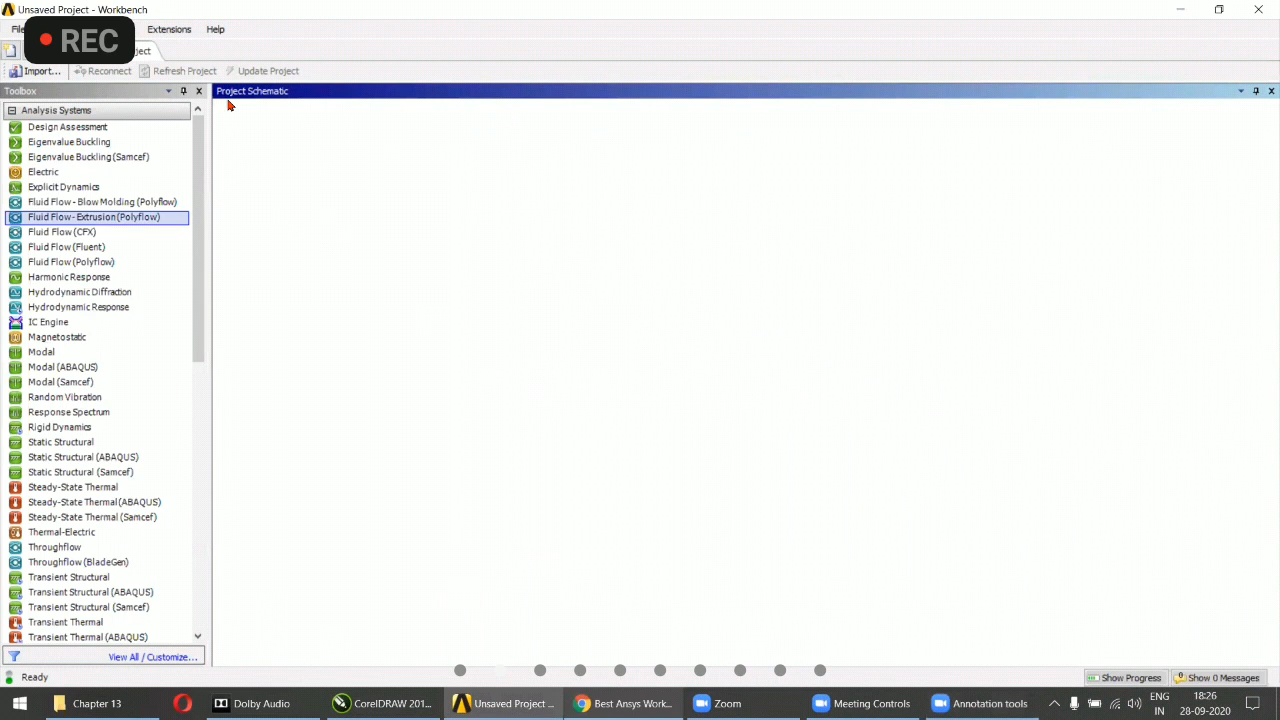 Unsaved Project - Workbench
File Extensions Help
REC
Import... Reconnect Refresh Project Update Project
Toolbox
Project Schematic
Analysis Systems
Design Assessment
Eigenvalue Buckling
Eigenvalue Buckling (Samcef)
Electric
Explicit Dynamics
Fluid Flow - Blow Molding (Polyflow)
Fluid Flow- Extrusion (Polyflow)
Fluid Flow (CFX)
Fluid Flow (Fluent)
Fluid Flow (Polyflow)
Harmonic Response
Hydrodynamic Diffraction
Hydrodynamic Response
IC Engine
Magnetostatic
Modal
Modal (ABAQUS)
Modal (Samcef)
Random Vibration
Response Spectrum
Rigid Dynamics
Static Structural
Static Structural (ABAQUS)
Static Structural (Samcef)
Steady-State Thermal
Steady-State Thermal (ABAQUS)
Steady-State Thermal (Samcef)
Thermal-Electric
Throughflow
Throughflow (BladeGen)
Transient Structural
Transient Structural (ABAQUS)
Transient Structural (Samcef)
Transient Thermal
Transient Thermal (ABAQUS)
View All / Customize...
Ready
Show Progress Show 0 Messages
Chapter 13 Dolby Audio CorelDRAW 201... Unsaved Project ... Best Ansys Work... Zoom Meeting Controls Annotation tools
ENG
IN
18:26
28-09-2020